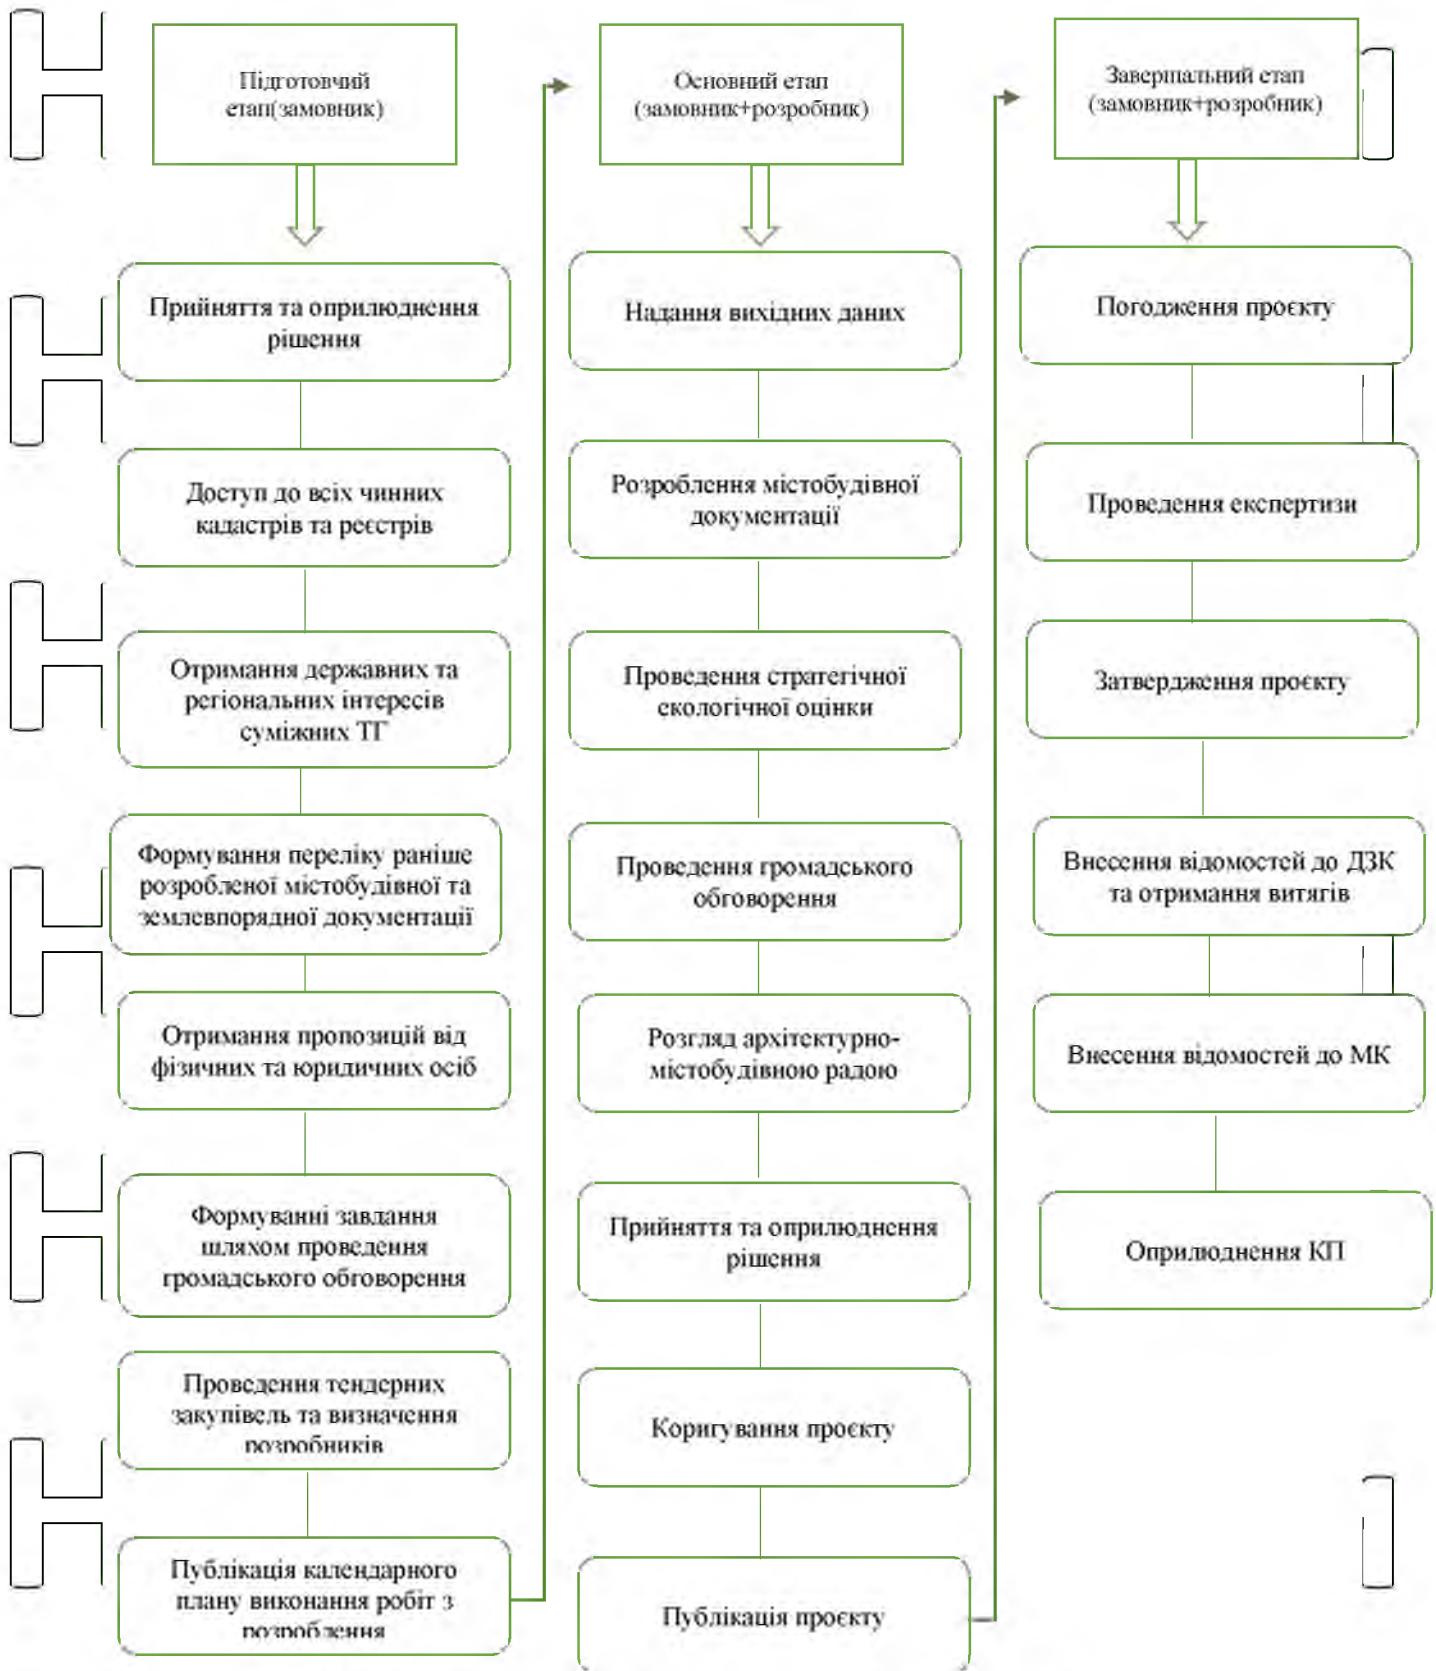 Підготовчий
етап(замовник)
Прийняття та оприлюднення
рішення
Доступ до всіх чинних
кадастрів та реєстрів
Отримання державних та
регіональних інтересів
суміжних ТГ
Формування переліку раніше
розробленої містобудівної та
землевпорядної документації
Отримання пропозицій від
фізичних та юридичних осіб
Формуванні завдання
шляхом проведення
громадського обговорення
Проведення тендерних
закупівель та визначення
розробників
Публікація календарного
плану виконання робіт з
розроблення
Основний етап
(замовник+розробник)
Надання вихідних даних
Розроблення містобудівної
документації
Проведення стратегічної
екологічної оцінки
Проведення громадського
обговорення
Розгляд архітектурно-
містобудівною радою
Прийняття та оприлюднення
рішення
Коригування проєкту
Публікація проєкту
Завершальний етап
(замовник+розробник)
Погодження проєкту
Проведення експертизи
Затвердження проєкту
Внесення відомостей до ДЗК
та отримання витягів
Внесення відомостей до МК
Оприлюднення КП